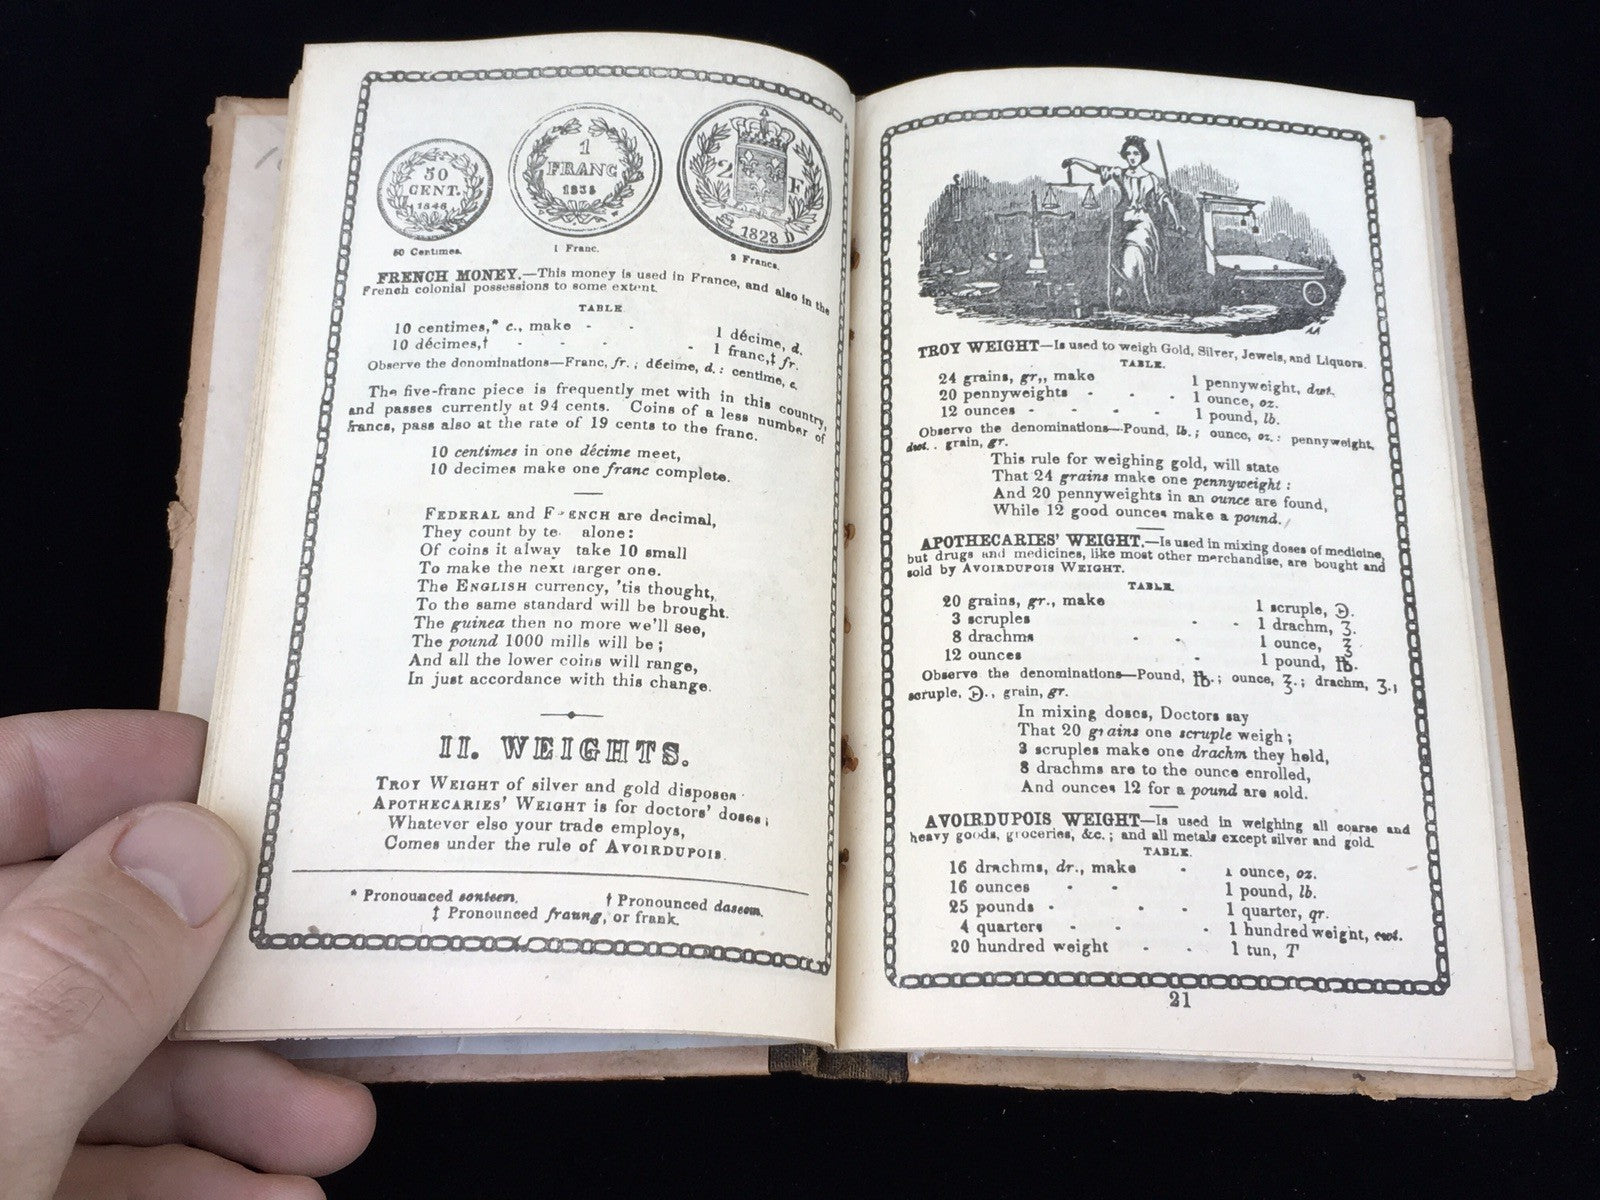 50
CENT.
1846
1
FRANC
1838
2 F
1828 D
50 Centimes.
1 Franc.
2 Francs.
FRENCH MONEY.—This money is used in France, and also in the
French colonial possessions to some extent.
TABLE
10 centimes,* c., make - - 1 décime, d.
10 décimes,† - - - - 1 franc,‡ fr.
Observe the denominations—Franc, fr.; décime, d.: centime, c.
The five-franc piece is frequently met with in this country,
and passes currently at 94 cents. Coins of a less number of
francs, pass also at the rate of 19 cents to the franc.
10 centimes in one décime meet,
10 decimes make one franc complete.
FEDERAL and F ENCH are decimal,
They count by te alone:
Of coins it alway take 10 small
To make the next larger one.
The ENGLISH currency, 'tis thought,
To the same standard will be brought.
The guinea then no more we'll see,
The pound 1000 mills will be;
And all the lower coins will range,
In just accordance with this change.
II. WEIGHTS.
TROY WEIGHT of silver and gold disposes
APOTHECARIES' WEIGHT is for doctors' doses;
Whatever else your trade employs,
Comes under the rule of AVOIRDUPOIS.
* Pronounced sonteem. † Pronounced daseem.
‡ Pronounced fraung, or frank.
AA
TROY WEIGHT—Is used to weigh Gold, Silver, Jewels, and Liquors.
TABLE.
24 grains, gr,, make 1 pennyweight, dwt.
20 pennyweights - - - 1 ounce, oz.
12 ounces - - - - 1 pound, lb.
Observe the denominations—Pound, lb.; ounce, oz.: pennyweight,
dwt. . grain, gr.
This rule for weighing gold, will state
That 24 grains make one pennyweight:
And 20 pennyweights in an ounce are found,
While 12 good ounces make a pound.
APOTHECARIES' WEIGHT.—Is used in mixing doses of medicine,
but drugs and medicines, like most other merchandise, are bought and
sold by AVOIRDUPOIS WEIGHT.
TABLE.
20 grains, gr., make 1 scruple, ℈.
3 scruples - - 1 drachm, ʒ.
8 drachms - - 1 ounce, ℥
12 ounces - 1 pound, ℔.
Observe the denominations—Pound, ℔.; ounce, ℥.; drachm, ʒ.;
scruple, ℈., grain, gr.
In mixing doses, Doctors say
That 20 grains one scruple weigh;
3 scruples make one drachm they hold,
8 drachms are to the ounce enrolled,
And ounces 12 for a pound are sold.
AVOIRDUPOIS WEIGHT—Is used in weighing all coarse and
heavy goods, groceries, &c.; and all metals except silver and gold.
TABLE.
16 drachms, dr., make - 1 ounce, oz.
16 ounces - - 1 pound, lb.
25 pounds - - - 1 quarter, qr.
4 quarters - - - 1 hundred weight, cwt.
20 hundred weight - - 1 tun, T
21